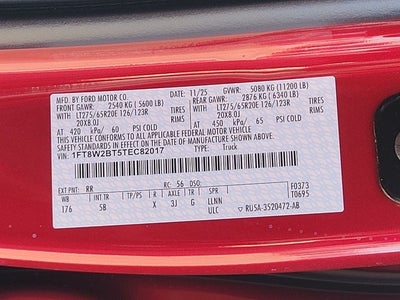 MFD. BY FORD MOTOR CO. 11/25 GVWR: 5080 KG (11200 LB)
FRONT GAWR: 2540 KG ( 5600 LB) REAR GAWR: 2876 KG ( 6340 LB)
WITH LT275/65R20E 126/123R TIRES WITH LT275/65R20E 126/123R TIRES
20X8.0J RIMS 20X8.0J RIMS
AT 420 kPa/ 60 PSI COLD AT 450 kPa/ 65 PSI COLD
THIS VEHICLE CONFORMS TO ALL APPLICABLE FEDERAL MOTOR VEHICLE
SAFETY STANDARDS IN EFFECT ON THE DATE OF MANUFACTURE SHOWN ABOVE.
VIN: 1FT8W2BT5TEC82017 TYPE: Truck
EXT PNT: RR RC: 56 DSO: F0373
WB INT TR TP/PS R AXLE TR SPR T0695
176 5B X 3J G LLNN
ULC RU5A-3520472-AB